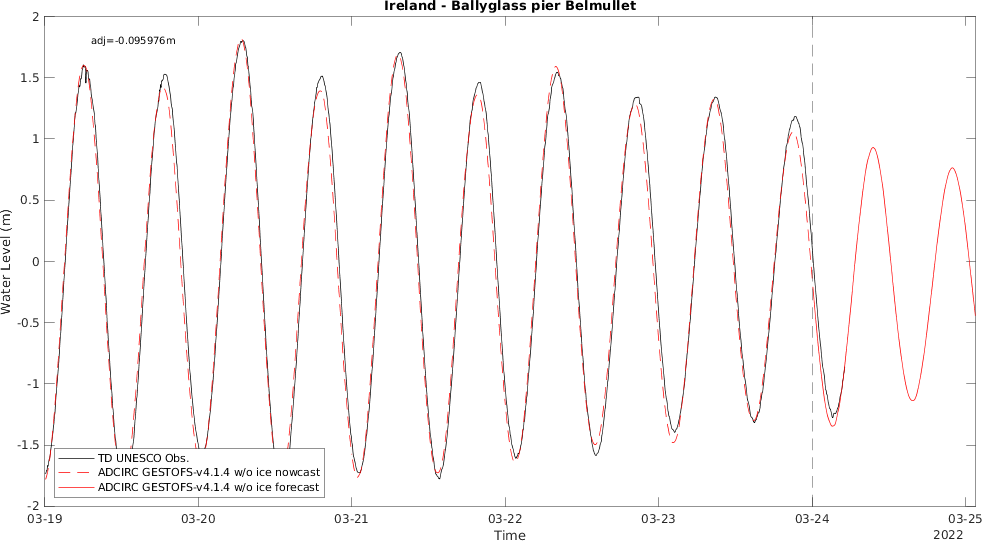 Ireland - Ballyglass pier Belmullet
adj=-0.095976m
2
1.5
1
0.5
0
-0.5
-1
-1.5
-2
Water Level (m)
TD UNESCO Obs.
ADCIRC GESTOFS-v4.1.4 w/o ice nowcast
ADCIRC GESTOFS-v4.1.4 w/o ice forecast
03-19 03-20 03-21 03-22 03-23 03-24 03-25
Time
2022